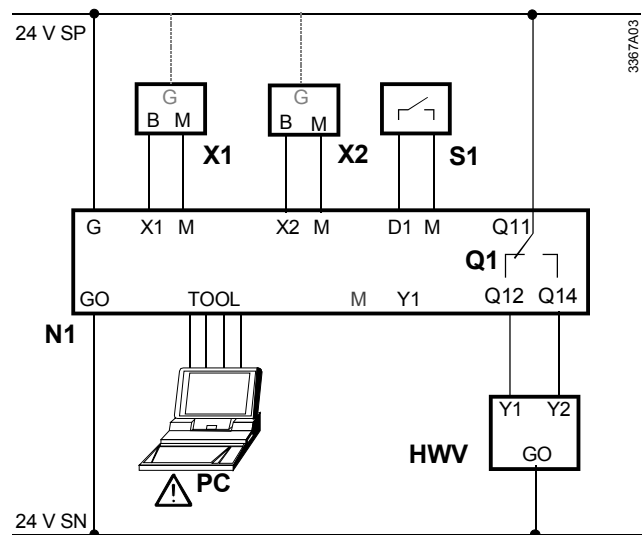 24 V SP
3367A03
G
G
B M
B M
X1
X2
S1
G X1 M X2 M D1 M Q11
Q1
GO TOOL M Y1 Q12 Q14
N1
Y1 Y2
HWV
GO
PC
24 V SN